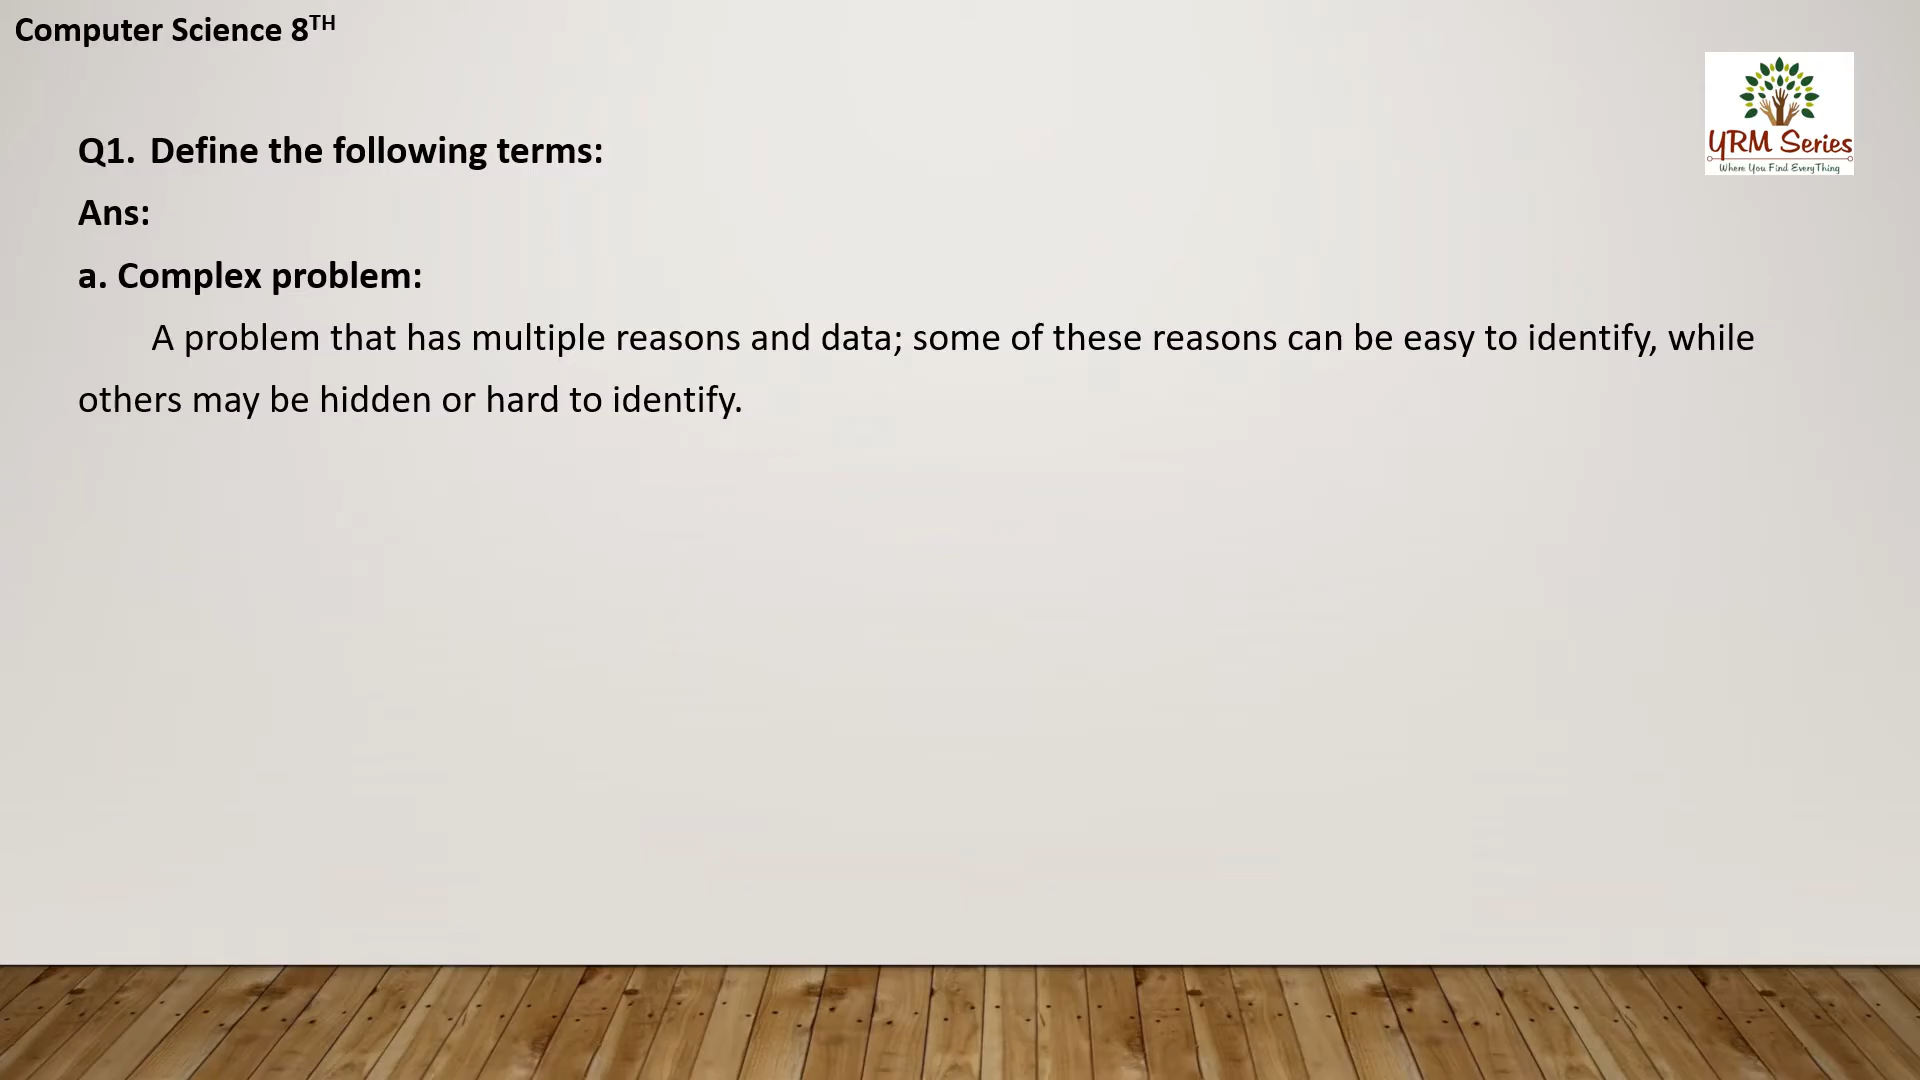 Computer Science 8TH
YRM Series
Where You Find EveryThing
Q1. Define the following terms:
Ans:
a. Complex problem:
A problem that has multiple reasons and data; some of these reasons can be easy to identify, while
others may be hidden or hard to identify.